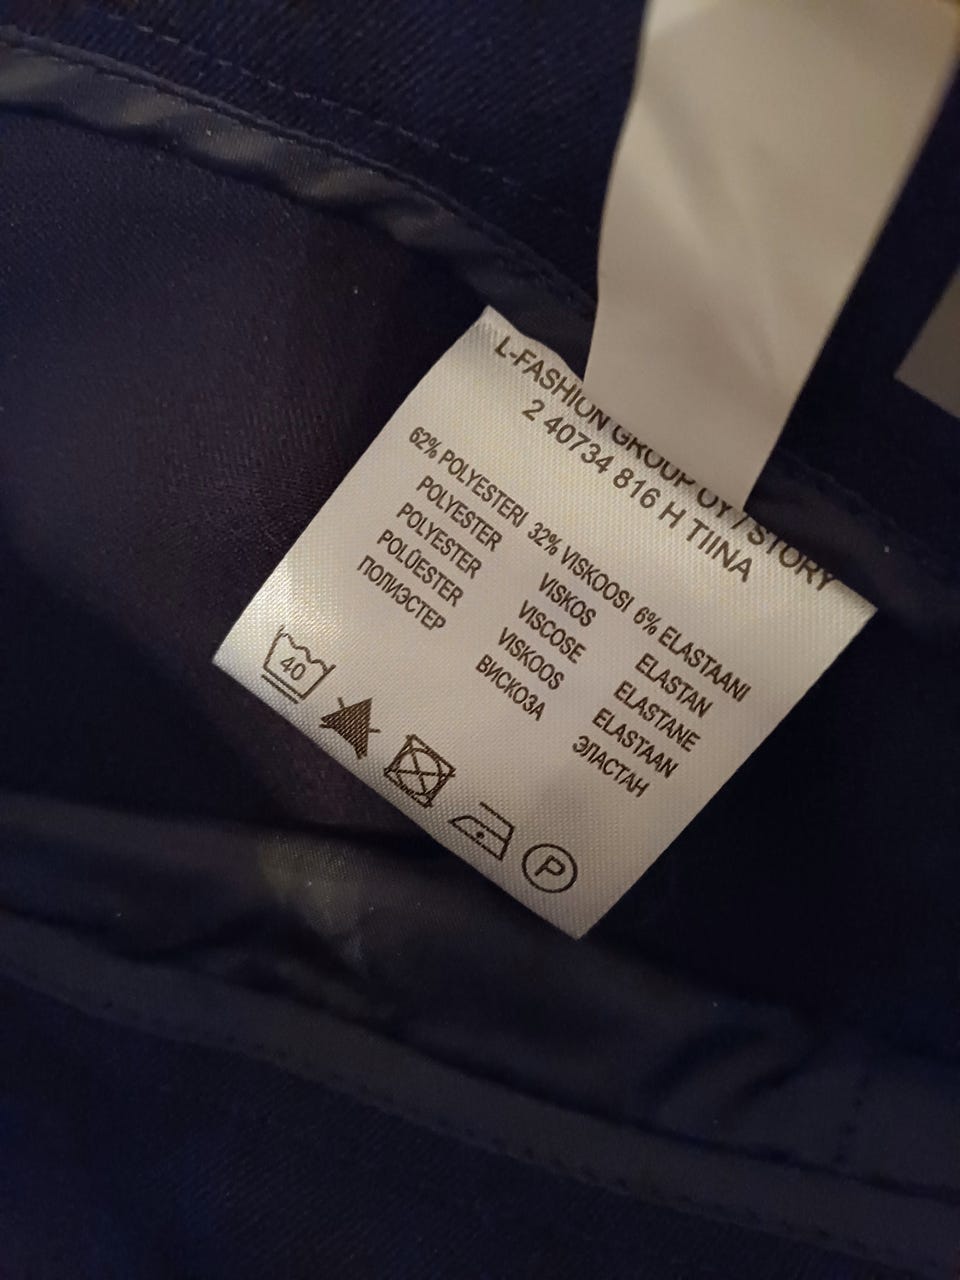 L-FASHION GROUP OY / STORY
2 40734 816 H TIINA
62% POLYESTERI 32% VISKOOSI 6% ELASTAANI
POLYESTER VISKOS ELASTAN
POLYESTER VISCOSE ELASTANE
POLÜESTER VISKOOS ELASTAAN
ПОЛИЭСТЕР ВИСКОЗА ЭЛАСТАН
40
P